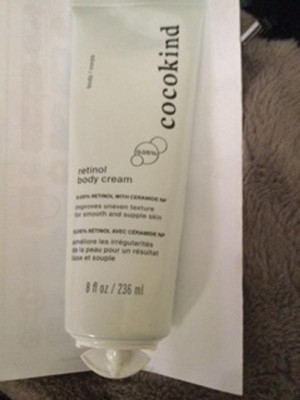 body / corps
cocokind
retinol
body cream
0.05% RETINOL WITH CERAMIDE NP
improves uneven texture
for smooth and supple skin
0,05% RÉTINOL AVEC CÉRAMIDE NP
améliore les irrégularités
de la peau pour un résultat
lisse et souple
8 fl oz / 236 ml